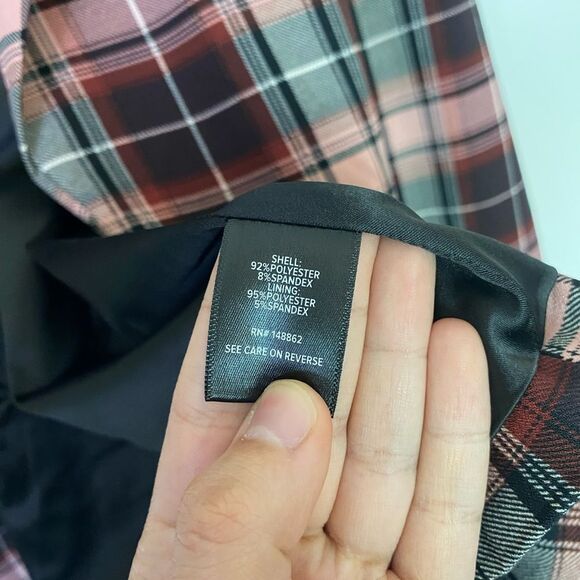 SHELL:
92%POLYESTER
8%SPANDEX
LINING:
95%POLYESTER
5%SPANDEX
RN# 148862
SEE CARE ON REVERSE